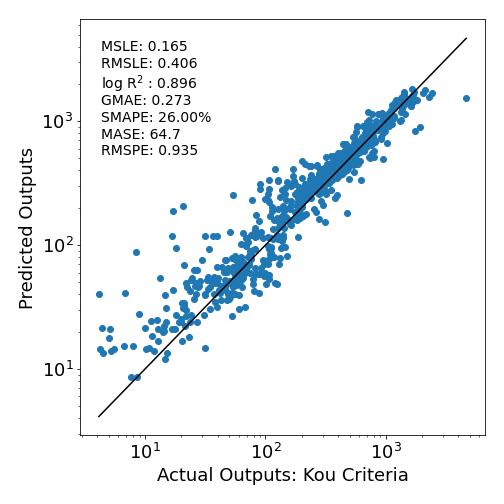 MSLE: 0.165
RMSLE: 0.406
log R² : 0.896
GMAE: 0.273
SMAPE: 26.00%
MASE: 64.7
RMSPE: 0.935
Predicted Outputs
10³
10²
10¹
10¹ 10² 10³
Actual Outputs: Kou Criteria